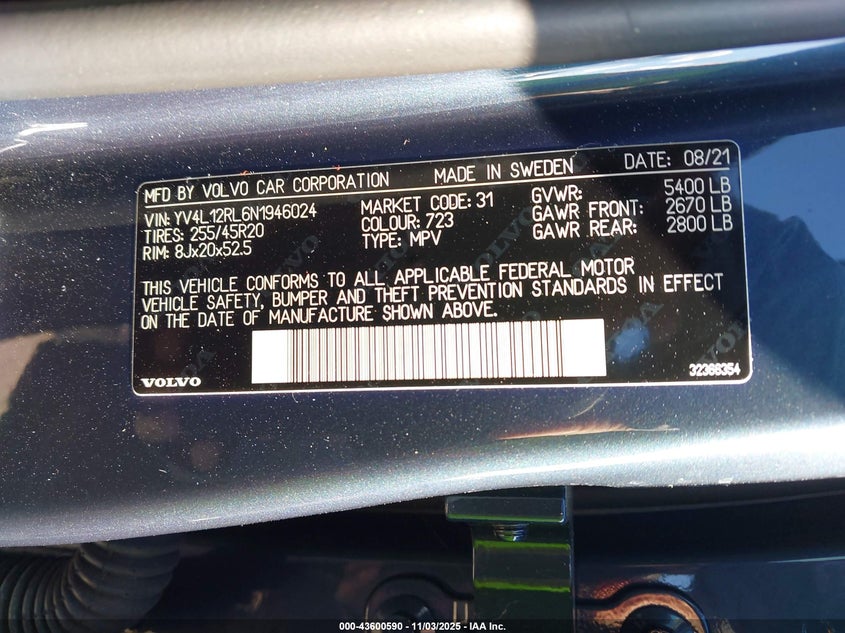 MFD BY VOLVO CAR CORPORATION MADE IN SWEDEN DATE: 08/21
VIN: YV4L12RL6N1946024 MARKET CODE: 31 GVWR: 5400 LB
TIRES: 255/45R20 COLOUR: 723 GAWR FRONT: 2670 LB
RIM: 8Jx20x52.5 TYPE: MPV GAWR REAR: 2800 LB
THIS VEHICLE CONFORMS TO ALL APPLICABLE FEDERAL MOTOR
VEHICLE SAFETY, BUMPER AND THEFT PREVENTION STANDARDS IN EFFECT
ON THE DATE OF MANUFACTURE SHOWN ABOVE.
VOLVO 32366354
000-43600590 - 11/03/2025 - IAA Inc.